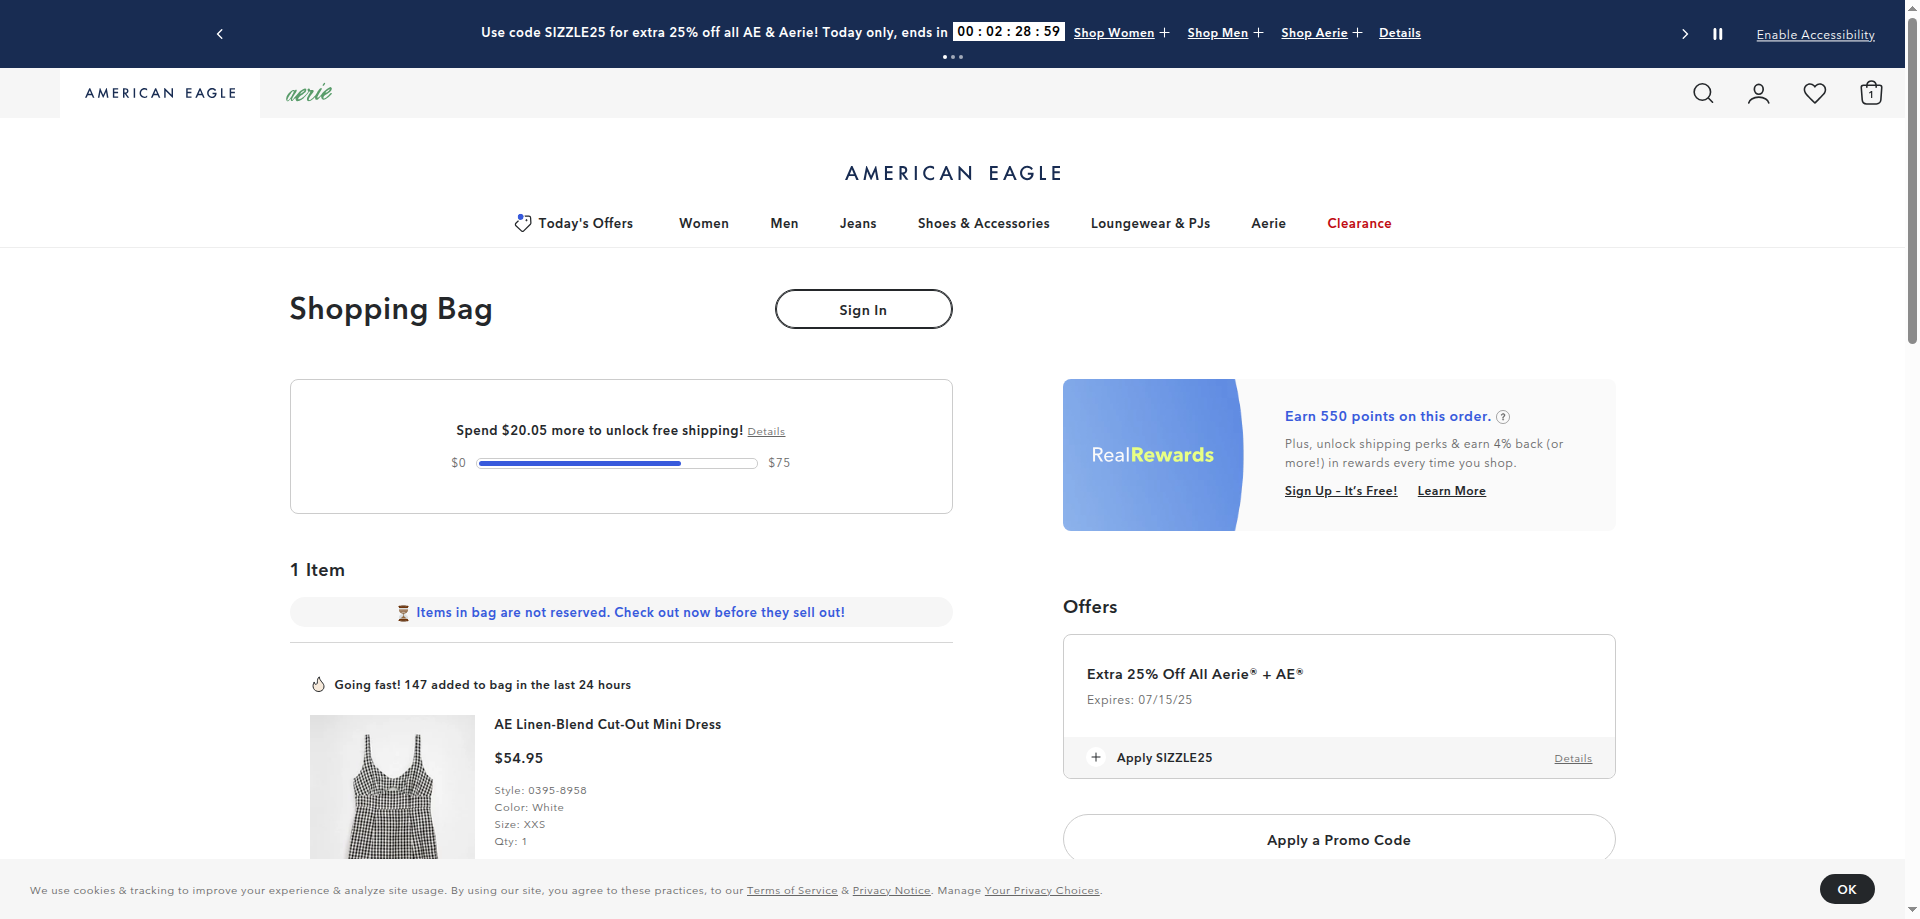 Use code SIZZLE25 for extra 25% off all AE & Aerie! Today only, ends in 00 : 02 : 28 : 59 Shop Women + Shop Men + Shop Aerie + Details
Enable Accessibility
AMERICAN EAGLE
aerie
1
AMERICAN EAGLE
Today's Offers Women Men Jeans Shoes & Accessories Loungewear & PJs Aerie Clearance
Shopping Bag
Sign In
Spend $20.05 more to unlock free shipping! Details
$0 $75
RealRewards
Earn 550 points on this order. ?
Plus, unlock shipping perks & earn 4% back (or
more!) in rewards every time you shop.
Sign Up – It's Free! Learn More
1 Item
⏳ Items in bag are not reserved. Check out now before they sell out!
Going fast! 147 added to bag in the last 24 hours
AE Linen-Blend Cut-Out Mini Dress
$54.95
Style: 0395-8958
Color: White
Size: XXS
Qty: 1
Offers
Extra 25% Off All Aerie® + AE®
Expires: 07/15/25
+ Apply SIZZLE25 Details
Apply a Promo Code
We use cookies & tracking to improve your experience & analyze site usage. By using our site, you agree to these practices, to our Terms of Service & Privacy Notice. Manage Your Privacy Choices.
OK